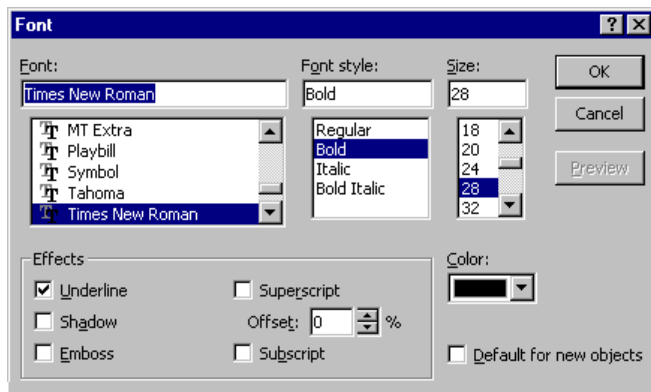 Font
Font:
Font style:
Size:
Times New Roman
Bold
28
OK
Cancel
Preview
MT Extra
Playbill
Symbol
Tahoma
Times New Roman
Regular
Bold
Italic
Bold Italic
18
20
24
28
32
Effects
Underline
Shadow
Emboss
Superscript
Offset: 0 %
Subscript
Color:
Default for new objects